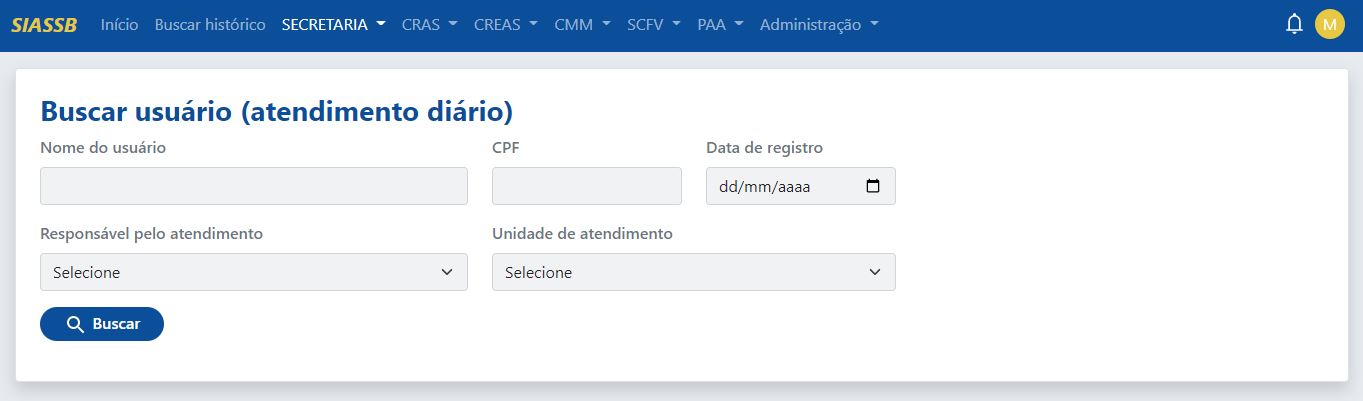 SIASSB Início Buscar histórico SECRETARIA CRAS CREAS CMM SCFV PAA Administração M
Buscar usuário (atendimento diário)
Nome do usuário CPF Data de registro
dd/mm/aaaa
Responsável pelo atendimento Unidade de atendimento
Selecione Selecione
Buscar